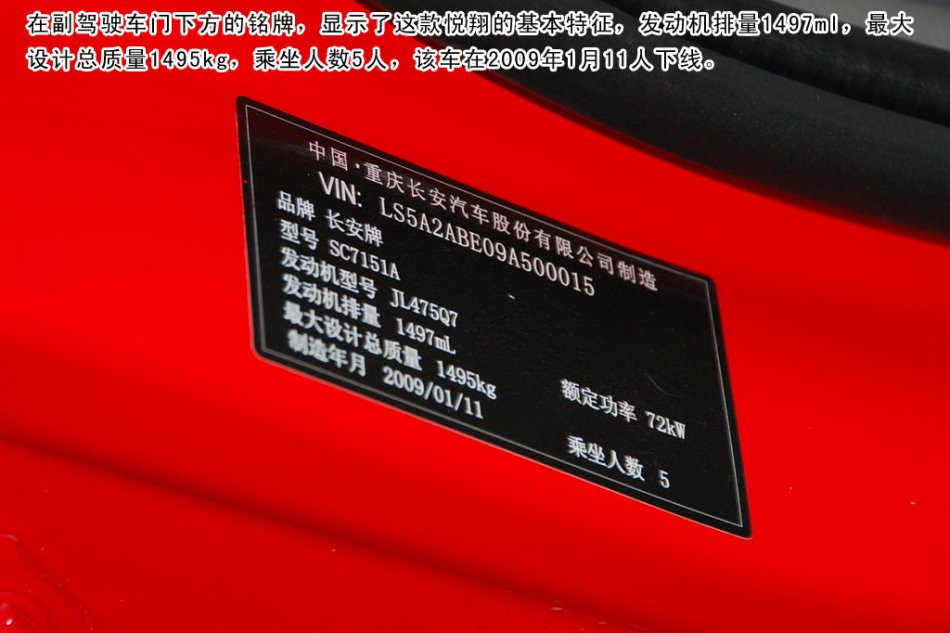 在副驾驶车门下方的铭牌，显示了这款悦翔的基本特征，发动机排量1497ml，最大
设计总质量1495kg，乘坐人数5人，该车在2009年1月11人下线。
中国·重庆长安汽车股份有限公司制造
VIN: LS5A2ABE09A500015
品牌 长安牌
型号 SC7151A
发动机型号 JL475Q7
发动机排量 1497mL
最大设计总质量 1495kg
额定功率 72kW
制造年月 2009/01/11
乘坐人数 5